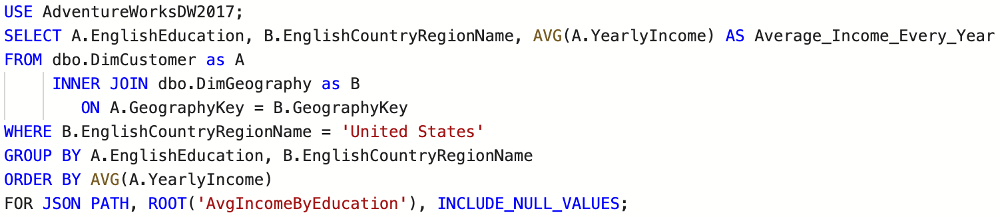 USE AdventureWorksDW2017;
SELECT A.EnglishEducation, B.EnglishCountryRegionName, AVG(A.YearlyIncome) AS Average_Income_Every_Year
FROM dbo.DimCustomer as A
INNER JOIN dbo.DimGeography as B
ON A.GeographyKey = B.GeographyKey
WHERE B.EnglishCountryRegionName = 'United States'
GROUP BY A.EnglishEducation, B.EnglishCountryRegionName
ORDER BY AVG(A.YearlyIncome)
FOR JSON PATH, ROOT('AvgIncomeByEducation'), INCLUDE_NULL_VALUES;